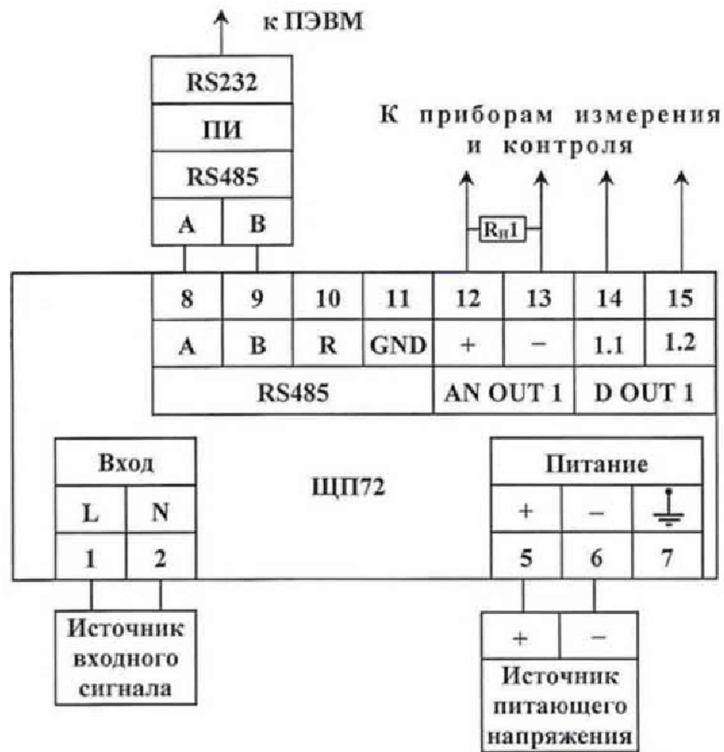 к ПЭВМ
RS232
ПИ
RS485
A B
К приборам измерения
и контроля
Rн1
8 9 10 11 12 13 14 15
A B R GND + − 1.1 1.2
RS485 AN OUT 1 D OUT 1
Вход
L N
1 2
ЩП72
Питание
+ −
5 6 7
Источник
входного
сигнала
+ −
Источник
питающего
напряжения